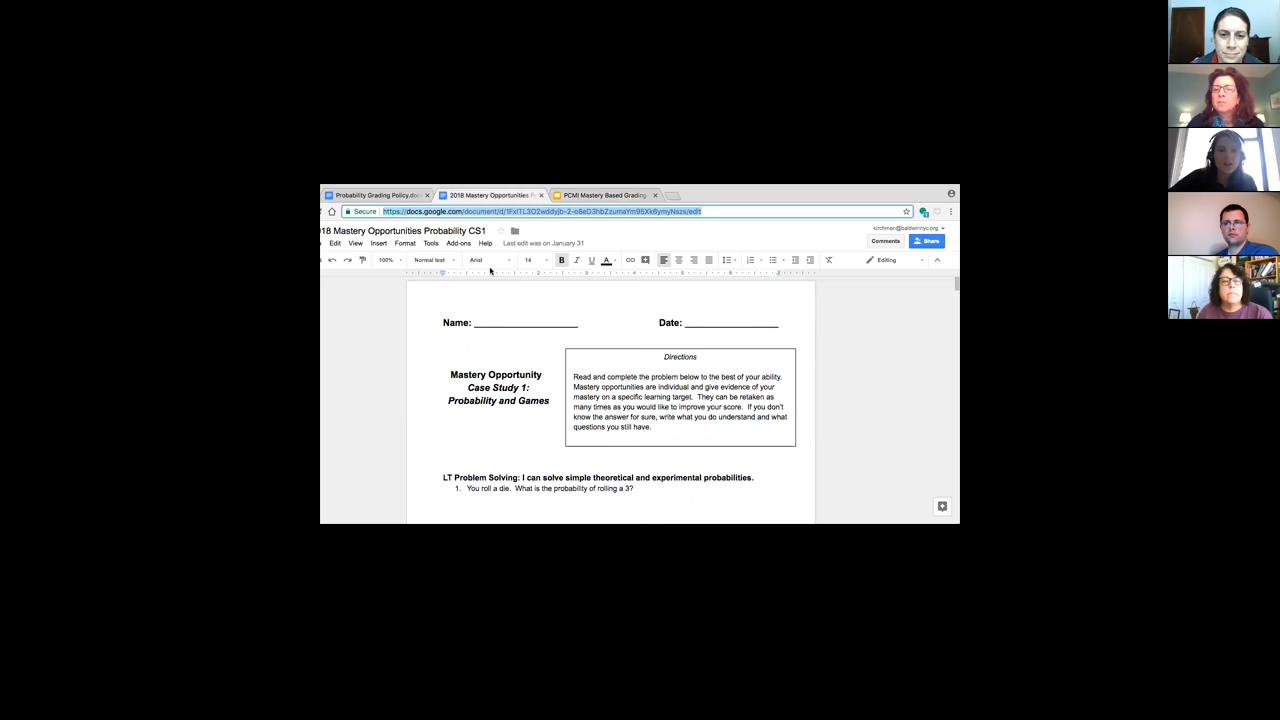 Probability Grading Policy.do
2018 Mastery Opportunities P
PCMI Mastery Based Grading
Secure
18 Mastery Opportunities Probability CS1
kirchman@baldwinnyc.org
Edit View Insert Format Tools Add-ons Help Last edit was on January 31
Comments
Share
100% Normal text Arial 14 B I U A Editing
Name: Date:
Mastery Opportunity
Case Study 1:
Probability and Games
Directions
Read and complete the problem below to the best of your ability.
Mastery opportunities are individual and give evidence of your
mastery on a specific learning target. They can be retaken as
many times as you would like to improve your score. If you don't
know the answer for sure, write what you do understand and what
questions you still have.
LT Problem Solving: I can solve simple theoretical and experimental probabilities.
1. You roll a die. What is the probability of rolling a 3?